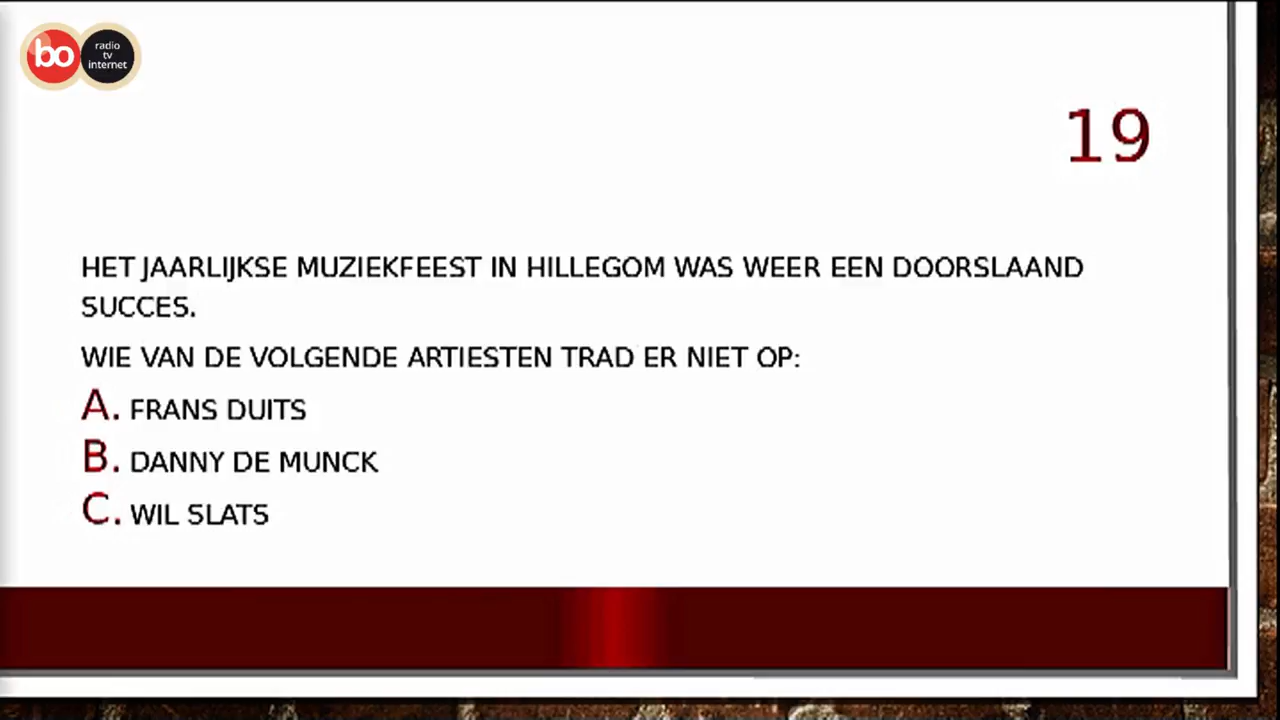 bo
radio
tv
internet
19
HET JAARLIJKSE MUZIEKFEEST IN HILLEGOM WAS WEER EEN DOORSLAAND
SUCCES.
WIE VAN DE VOLGENDE ARTIESTEN TRAD ER NIET OP:
A. FRANS DUITS
B. DANNY DE MUNCK
C. WIL SLATS